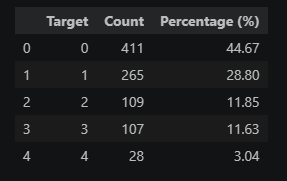 Target Count Percentage (%)
0 0 411 44.67
1 1 265 28.80
2 2 109 11.85
3 3 107 11.63
4 4 28 3.04